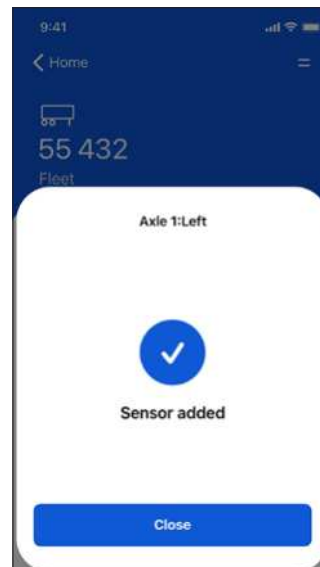 9:41
Home
55 432
Fleet
Axle 1:Left
Sensor added
Close